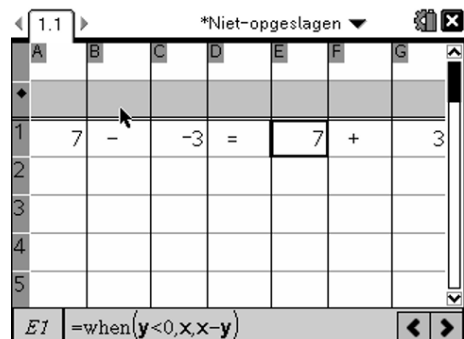 1.1 *Niet-opgeslagen
A B C D E F G
1 7 - -3 = 7 + 3
2
3
4
5
E1 =when(y<0,x,x-y)